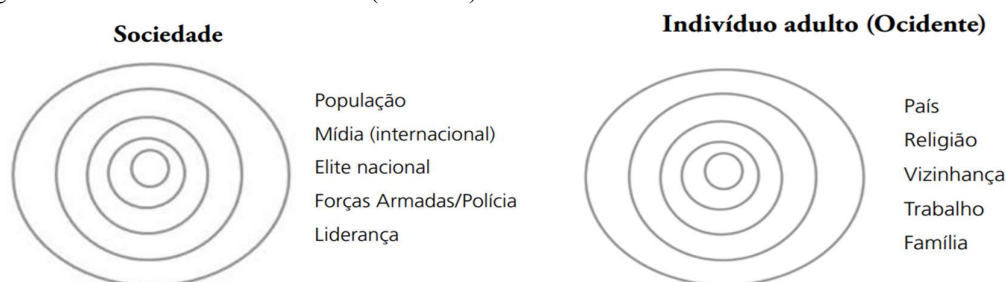 Sociedade
População
Mídia (internacional)
Elite nacional
Forças Armadas/Polícia
Liderança
Indivíduo adulto (Ocidente)
País
Religião
Vizinhança
Trabalho
Família